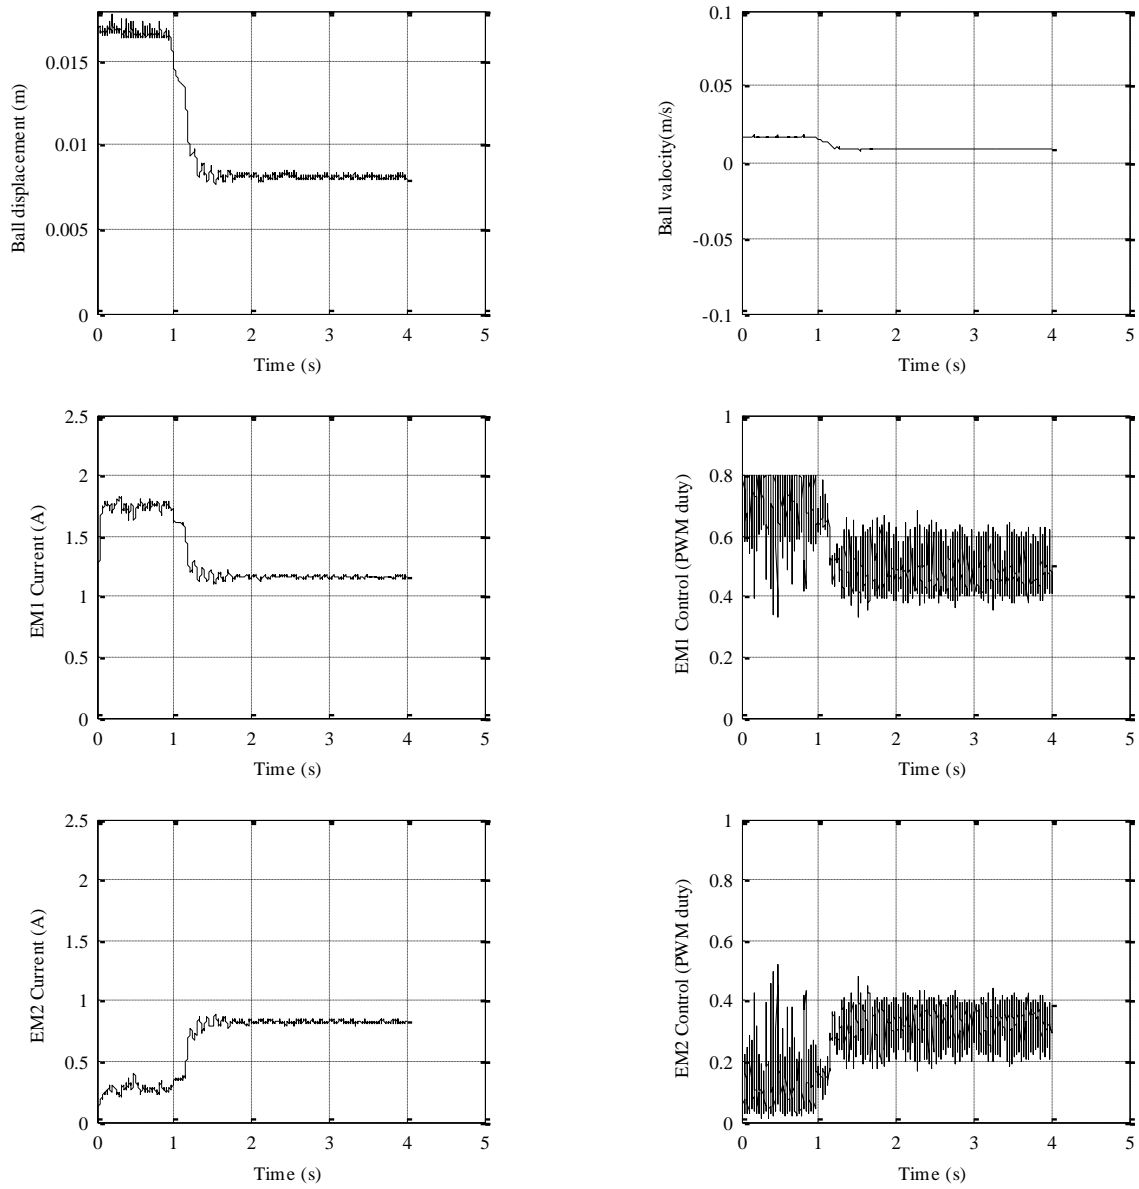 Ball displacement (m)
0.015
0.01
0.005
0
0 1 2 3 4 5
Time (s)
Ball valocity(m/s)
0.1
0.05
0
-0.05
-0.1
0 1 2 3 4 5
Time (s)
EM1 Current (A)
2.5
2
1.5
1
0.5
0
0 1 2 3 4 5
Time (s)
EM1 Control (PWM duty)
1
0.8
0.6
0.4
0.2
0
0 1 2 3 4 5
Time (s)
EM2 Current (A)
2.5
2
1.5
1
0.5
0
0 1 2 3 4 5
Time (s)
EM2 Control (PWM duty)
1
0.8
0.6
0.4
0.2
0
0 1 2 3 4 5
Time (s)